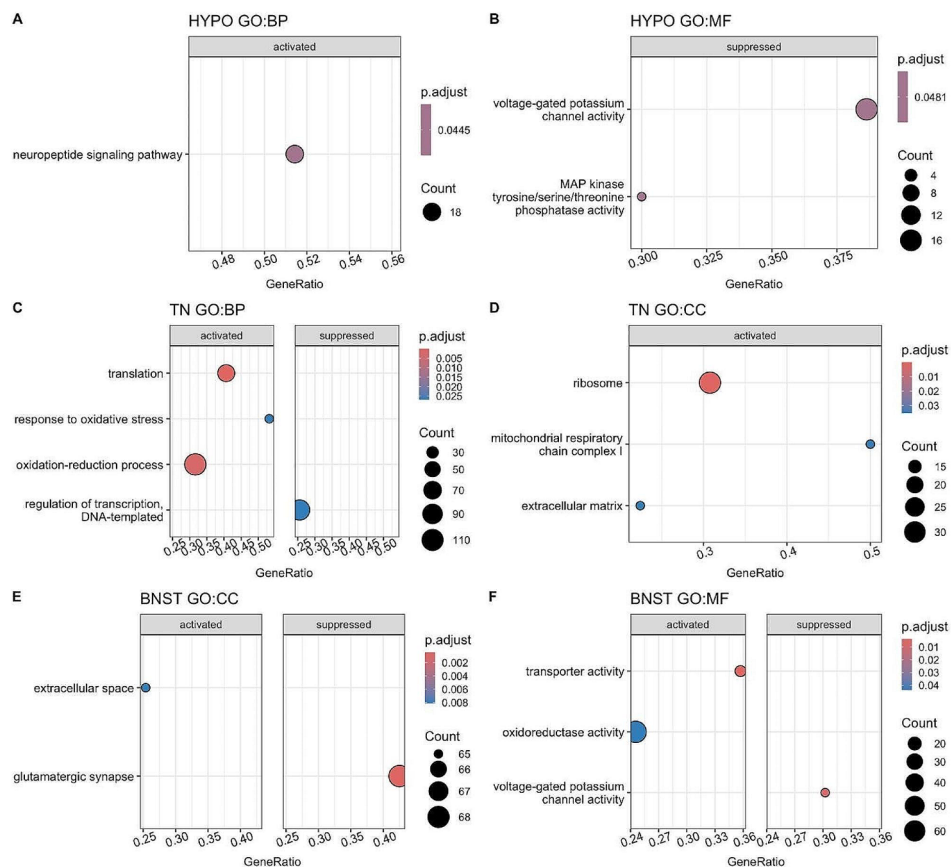 A
HYPO GO:BP
activated
neuropeptide signaling pathway
0.48
0.50
0.52
0.54
0.56
GeneRatio
p.adjust
0.0445
Count
18
B
HYPO GO:MF
suppressed
voltage-gated potassium
channel activity
MAP kinase
tyrosine/serine/threonine
phosphatase activity
0.300
0.325
0.350
0.375
GeneRatio
p.adjust
0.0481
Count
4
8
12
16
C
TN GO:BP
activated
suppressed
translation
response to oxidative stress
oxidation-reduction process
regulation of transcription,
DNA-templated
0.25
0.30
0.35
0.40
0.45
0.50
0.25
0.30
0.35
0.40
0.45
0.50
GeneRatio
p.adjust
0.005
0.010
0.015
0.020
0.025
Count
30
50
70
90
110
D
TN GO:CC
activated
ribosome
mitochondrial respiratory
chain complex I
extracellular matrix
0.3
0.4
0.5
GeneRatio
p.adjust
0.01
0.02
0.03
Count
15
20
25
30
E
BNST GO:CC
activated
suppressed
extracellular space
glutamatergic synapse
0.25
0.30
0.35
0.40
0.25
0.30
0.35
0.40
GeneRatio
p.adjust
0.002
0.004
0.006
0.008
Count
65
66
67
68
F
BNST GO:MF
activated
suppressed
transporter activity
oxidoreductase activity
voltage-gated potassium
channel activity
0.24
0.27
0.30
0.33
0.36
0.24
0.27
0.30
0.33
0.36
GeneRatio
p.adjust
0.01
0.02
0.03
0.04
Count
20
30
40
50
60